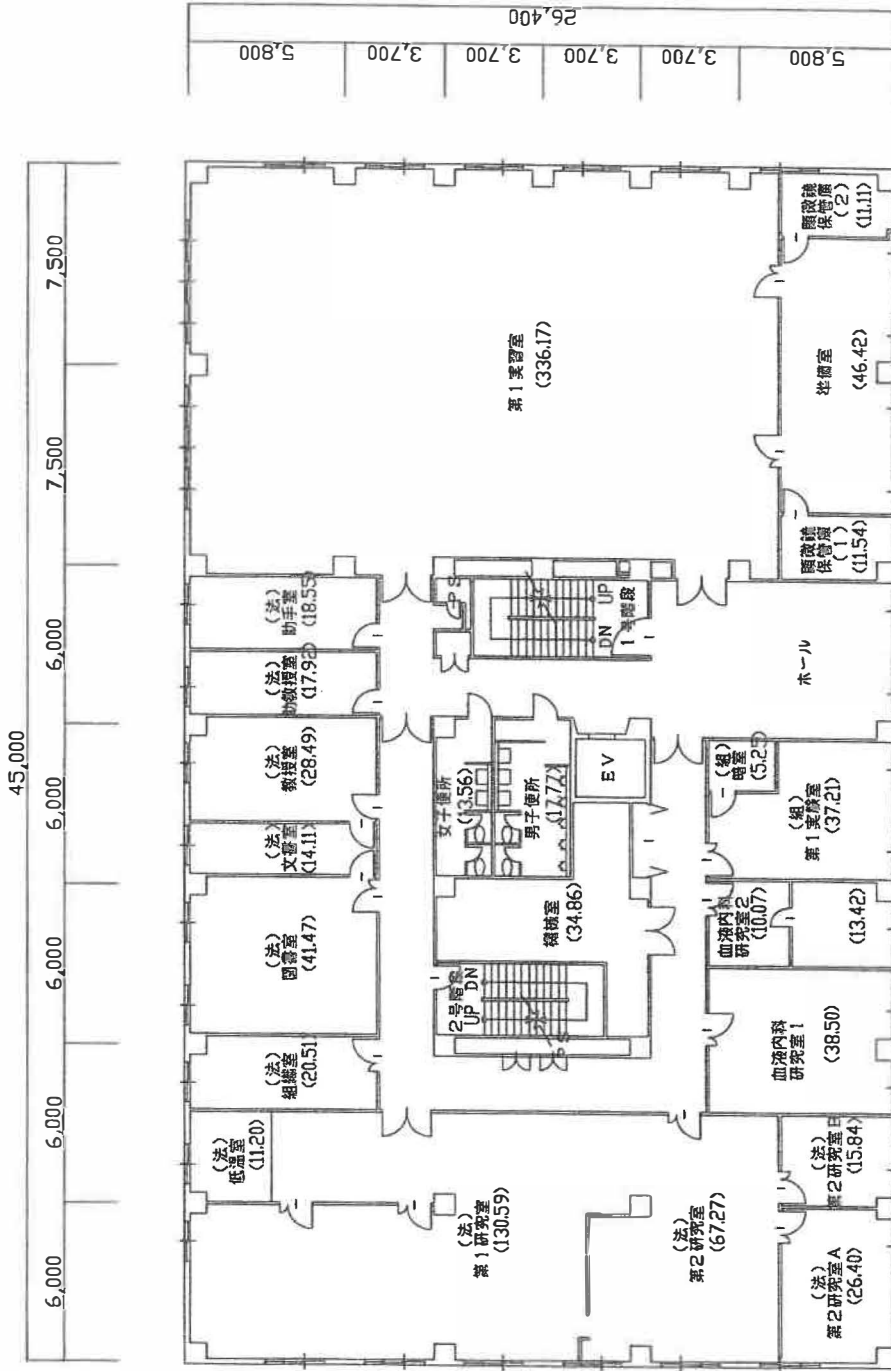 45,000
6,000
6,000
6,000
6,000
6,000
7,500
7,500
26,400
5,800
3,700
3,700
3,700
3,700
5,800
(法)
低温室
(11.20)
(法)
組織室
(20.51)
(法)
図書室
(41.47)
(法)
文書室
(14.11)
(法)
教授室
(28.49)
(法)
助教授室
(17.92)
(法)
助手室
(18.55)
(法)
第1研究室
(130.59)
2号階段
UP DN
PS
機械室
(34.86)
女子便所
(13.56)
男子便所
(17.77)
EV
PS
DN UP
1号階段
第1実習室
(336.17)
(法)
第2研究室
(67.27)
(法)
第2研究室A
(26.40)
(法)
第2研究室B
(15.84)
血液内科
研究室1
(38.50)
血液内科
研究室2
(10.07)
(13.42)
(組)
暗室
(5.25)
(組)
第1実験室
(37.21)
ホール
顕微鏡
保管庫
(1)
(11.54)
準備室
(46.42)
顕微鏡
保管庫
(2)
(11.11)